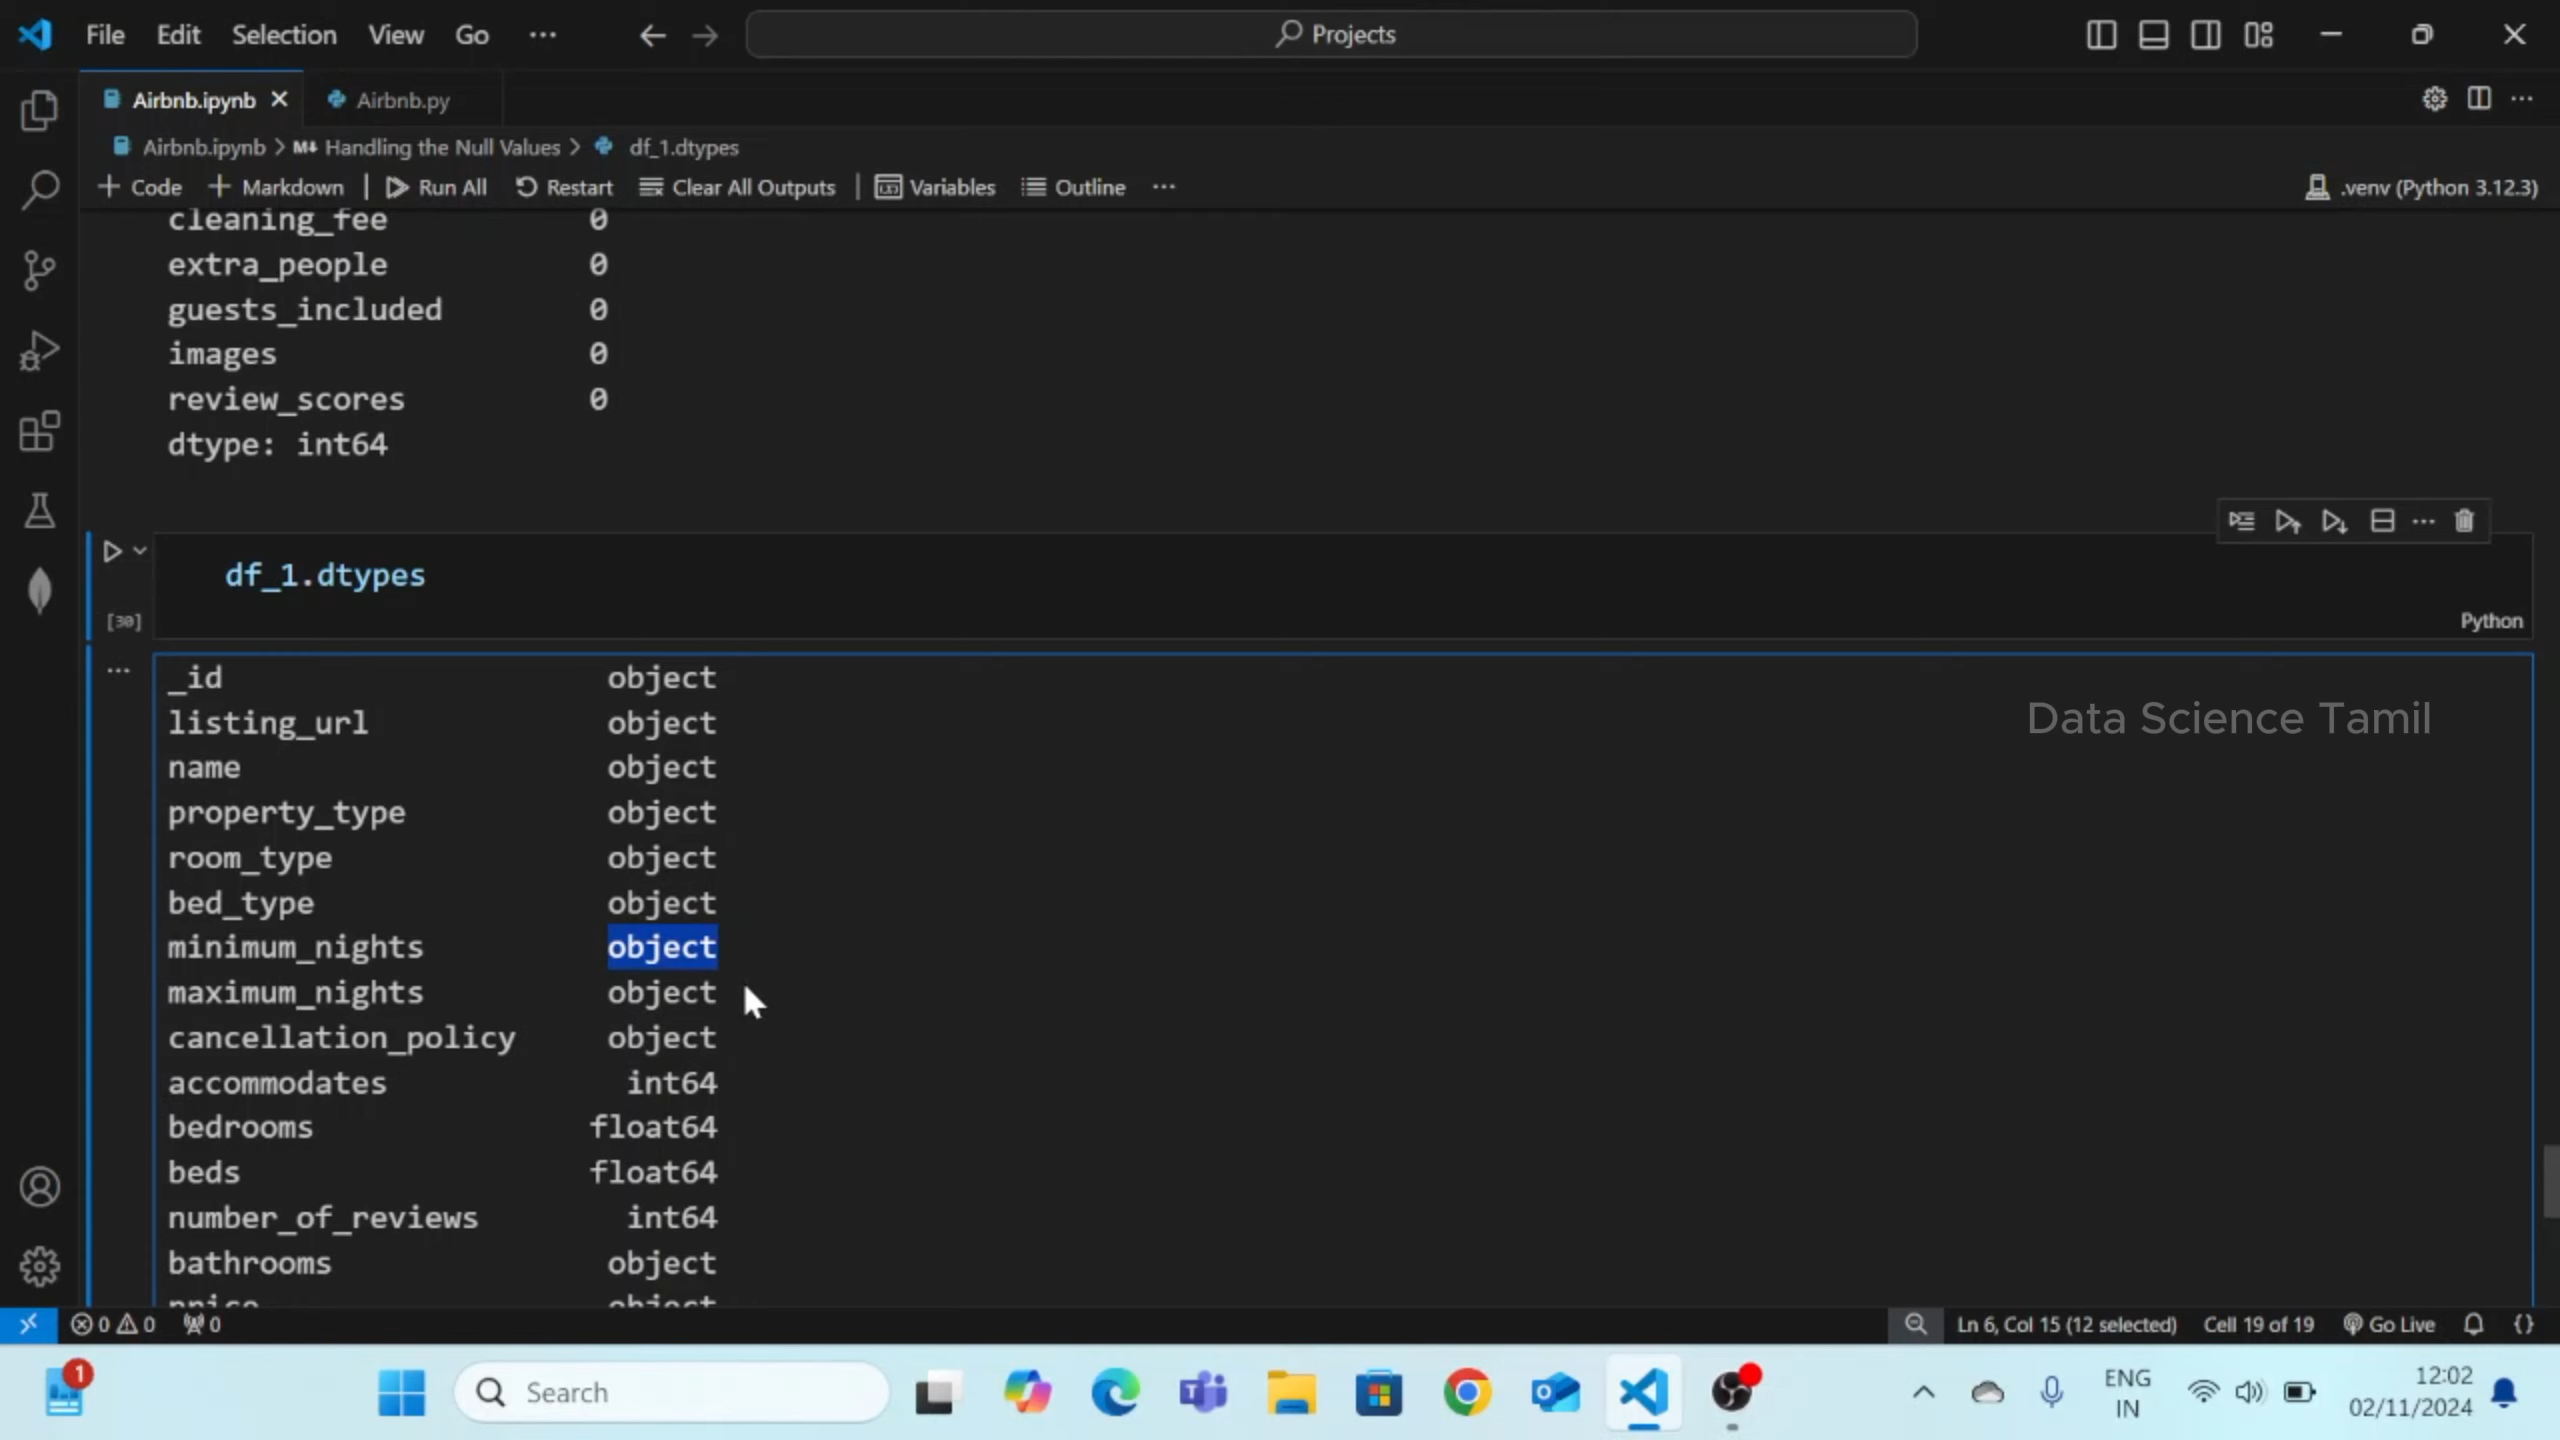 File Edit Selection View Go ··· Projects
Airbnb.ipynb Airbnb.py
Airbnb.ipynb > M↓ Handling the Null Values > df_1.dtypes
+ Code + Markdown | Run All Restart Clear All Outputs | Variables Outline ··· .venv (Python 3.12.3)
cleaning_fee 0
extra_people 0
guests_included 0
images 0
review_scores 0
dtype: int64
df_1.dtypes
[30] Python
_id object
listing_url object
Data Science Tamil
name object
property_type object
room_type object
bed_type object
minimum_nights object
maximum_nights object
cancellation_policy object
accommodates int64
bedrooms float64
beds float64
number_of_reviews int64
bathrooms object
price object
0 0 0 Ln 6, Col 15 (12 selected) Cell 19 of 19 Go Live {}
1 Search ENG IN 12:02 02/11/2024